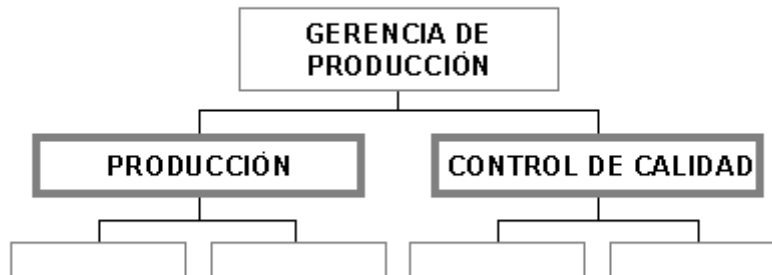 GERENCIA DE
PRODUCCIÓN
PRODUCCIÓN
CONTROL DE CALIDAD